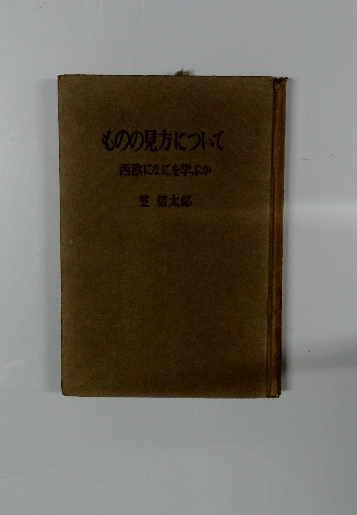 ものの見方について
西欧になにを学ぶか
笠 信太郎